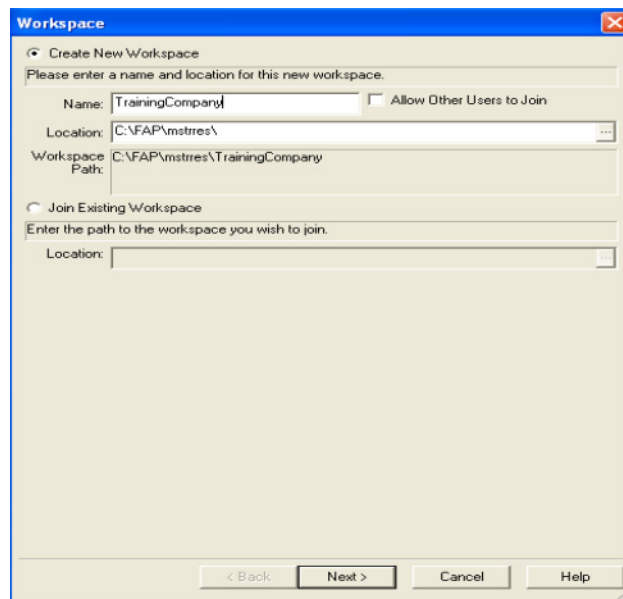 Workspace
Create New Workspace
Please enter a name and location for this new workspace.
Name: TrainingCompany Allow Other Users to Join
Location: C:\FAP\mstrres\ ...
Workspace Path: C:\FAP\mstrres\TrainingCompany
Join Existing Workspace
Enter the path to the workspace you wish to join.
Location: ...
< Back Next > Cancel Help